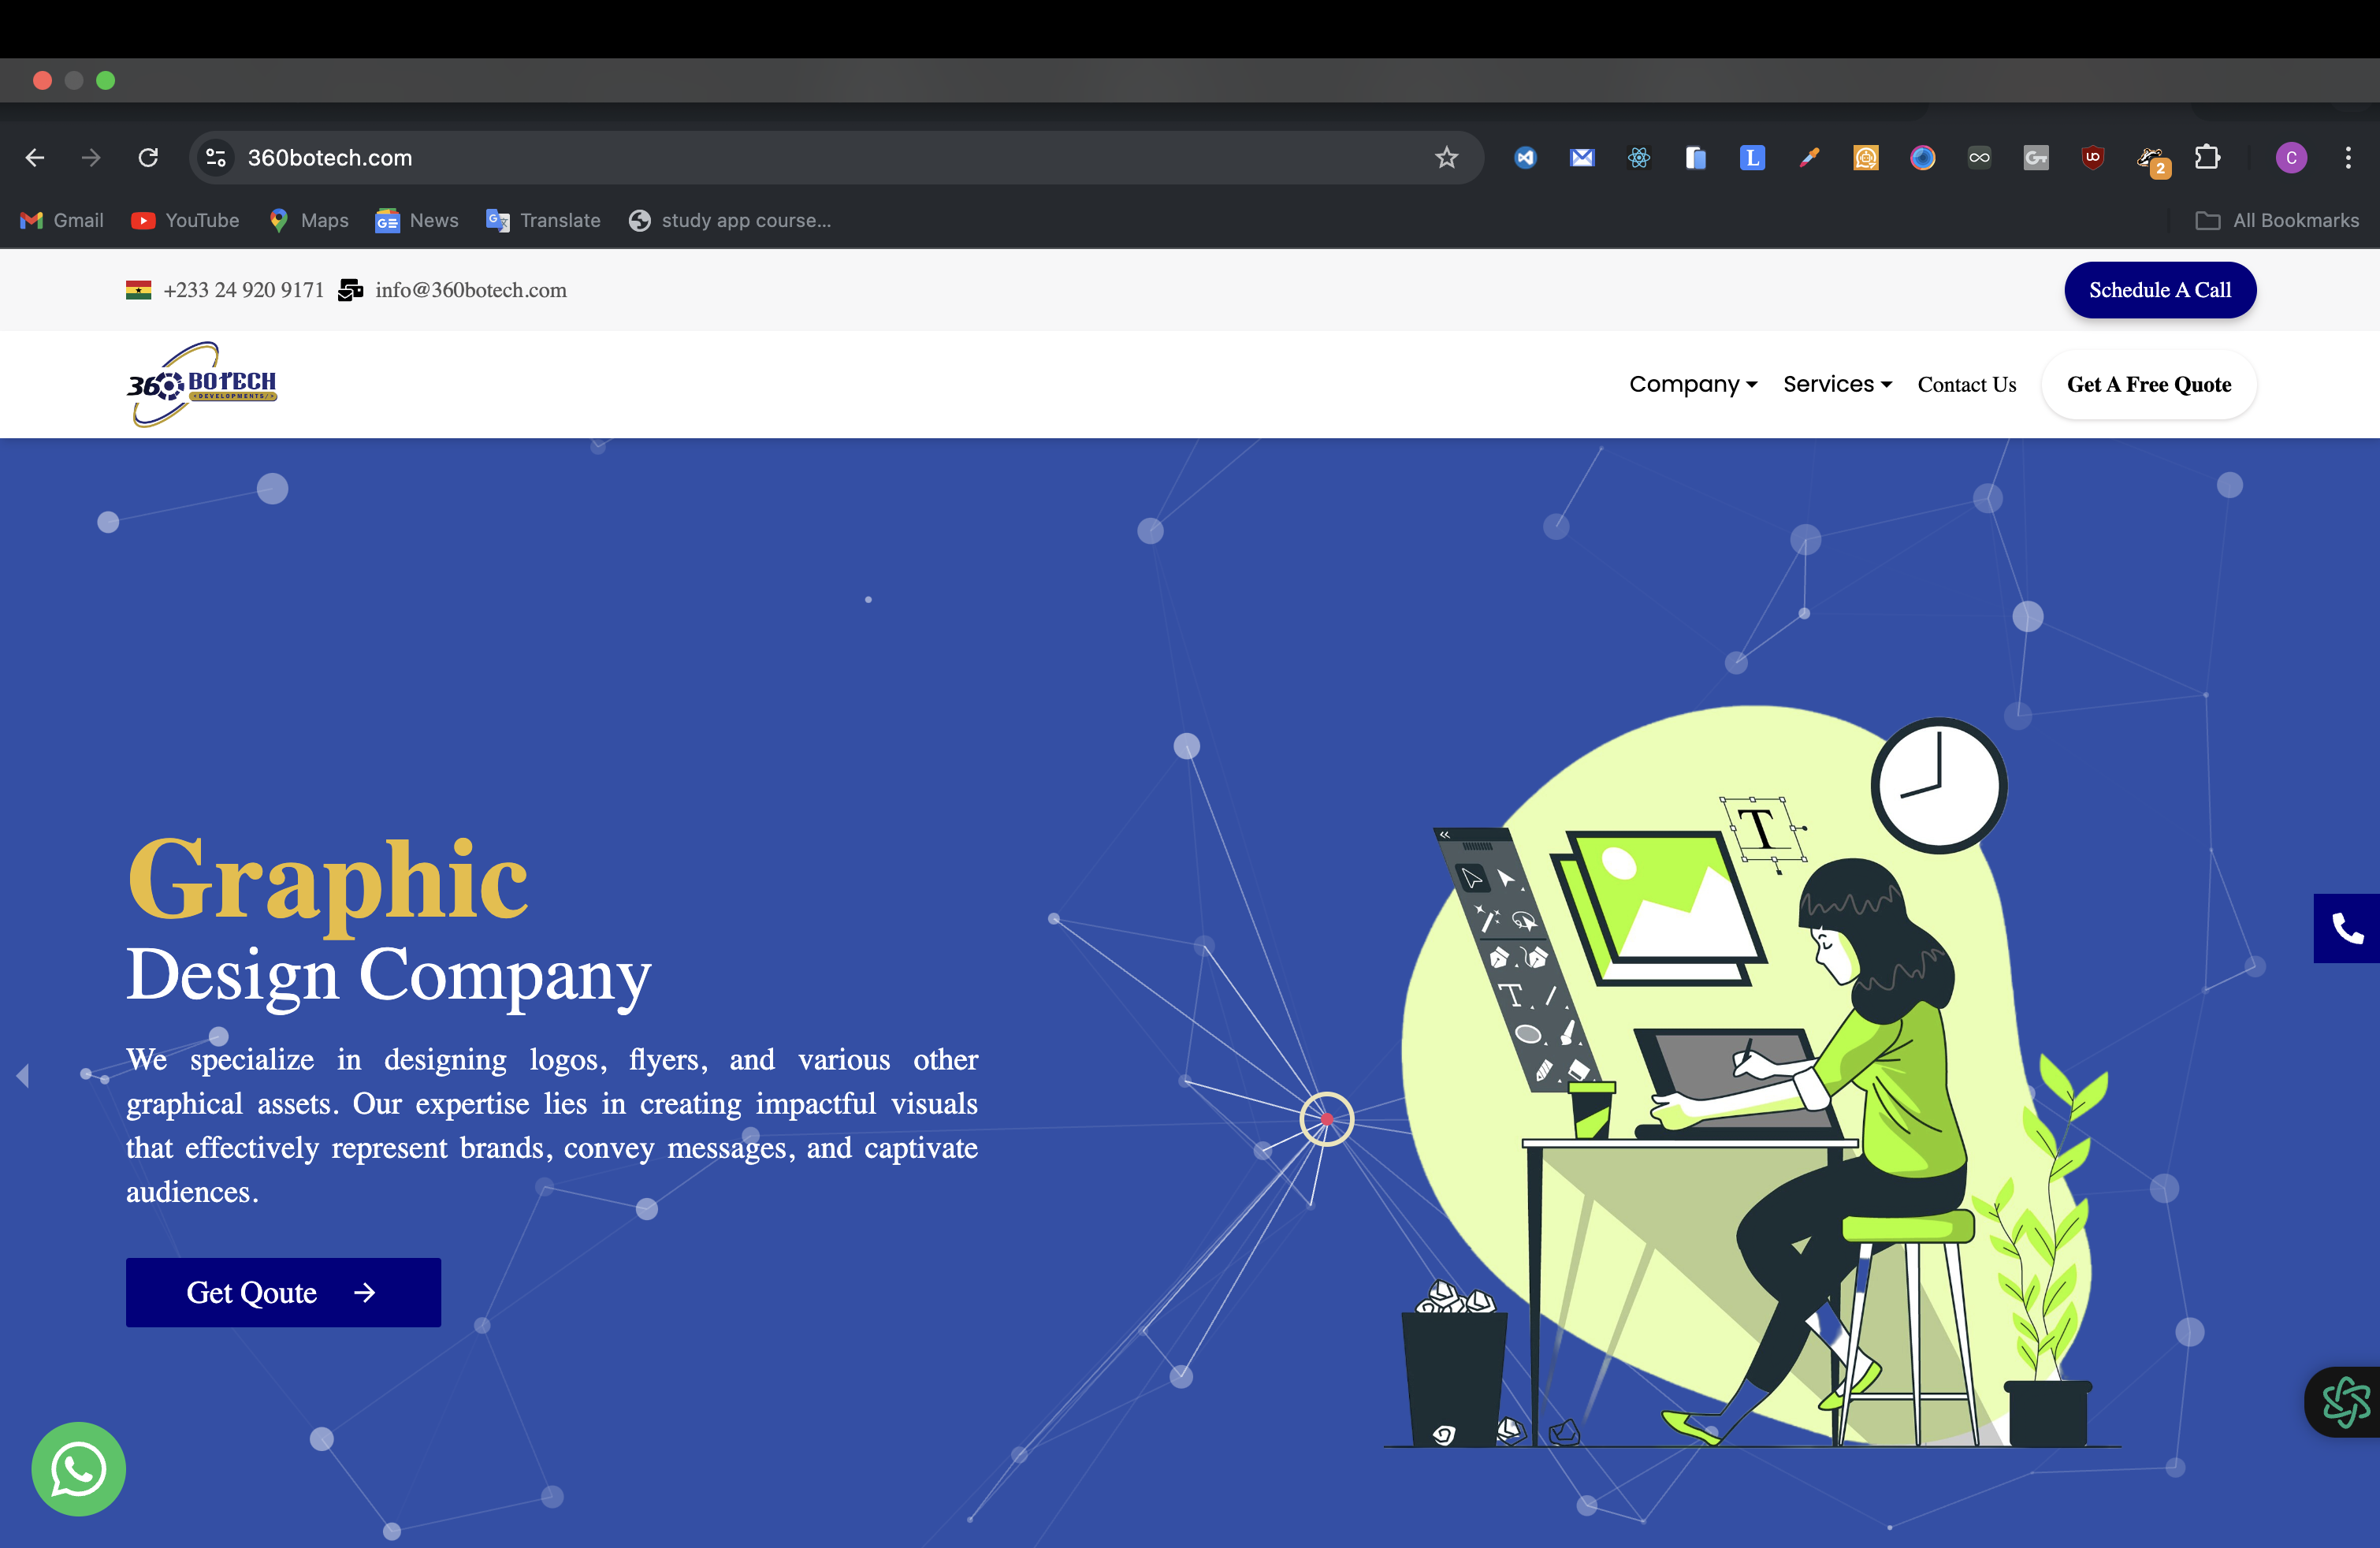 360botech.com
2
C
Gmail
YouTube
Maps
News
Translate
study app course...
All Bookmarks
+233 24 920 9171
info@360botech.com
Schedule A Call
360 BOTECH
<DEVELOPMENTS/>
Company
Services
Contact Us
Get A Free Quote
T
Graphic
Design Company
We specialize in designing logos, flyers, and various other
graphical assets. Our expertise lies in creating impactful visuals
that effectively represent brands, convey messages, and captivate
audiences.
Get Qoute